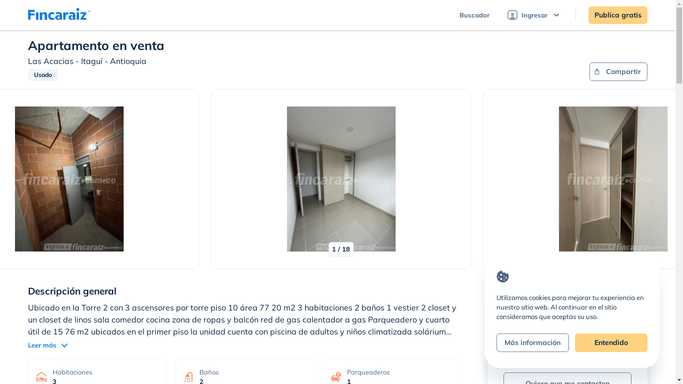 Fincaraiz
Buscador
Ingresar
Publica gratis
Apartamento en venta
Las Acacias - Itaguí - Antioquia
Usado
Compartir
fincaraiz
fincaraiz
fincaraiz
fincaraiz
fincaraiz
fincaraiz
1 / 18
Descripción general
Ubicado en la Torre 2 con 3 ascensores por torre piso 10 área 77 20 m2 3 habitaciones 2 baños 1 vestier 2 closet y
un closet de linos sala comedor cocina zona de ropas y balcón red de gas calentador a gas Parqueadero y cuarto
útil de 15 76 m2 ubicados en el primer piso la unidad cuenta con piscina de adultos y niños climatizada solárium...
Leer más
Habitaciones
3
Baños
2
Parqueaderos
1
Utilizamos cookies para mejorar tu experiencia en
nuestro sitio web. Al continuar en el sitio
consideramos que aceptas su uso.
Más información
Entendido
Quiero que me contacten